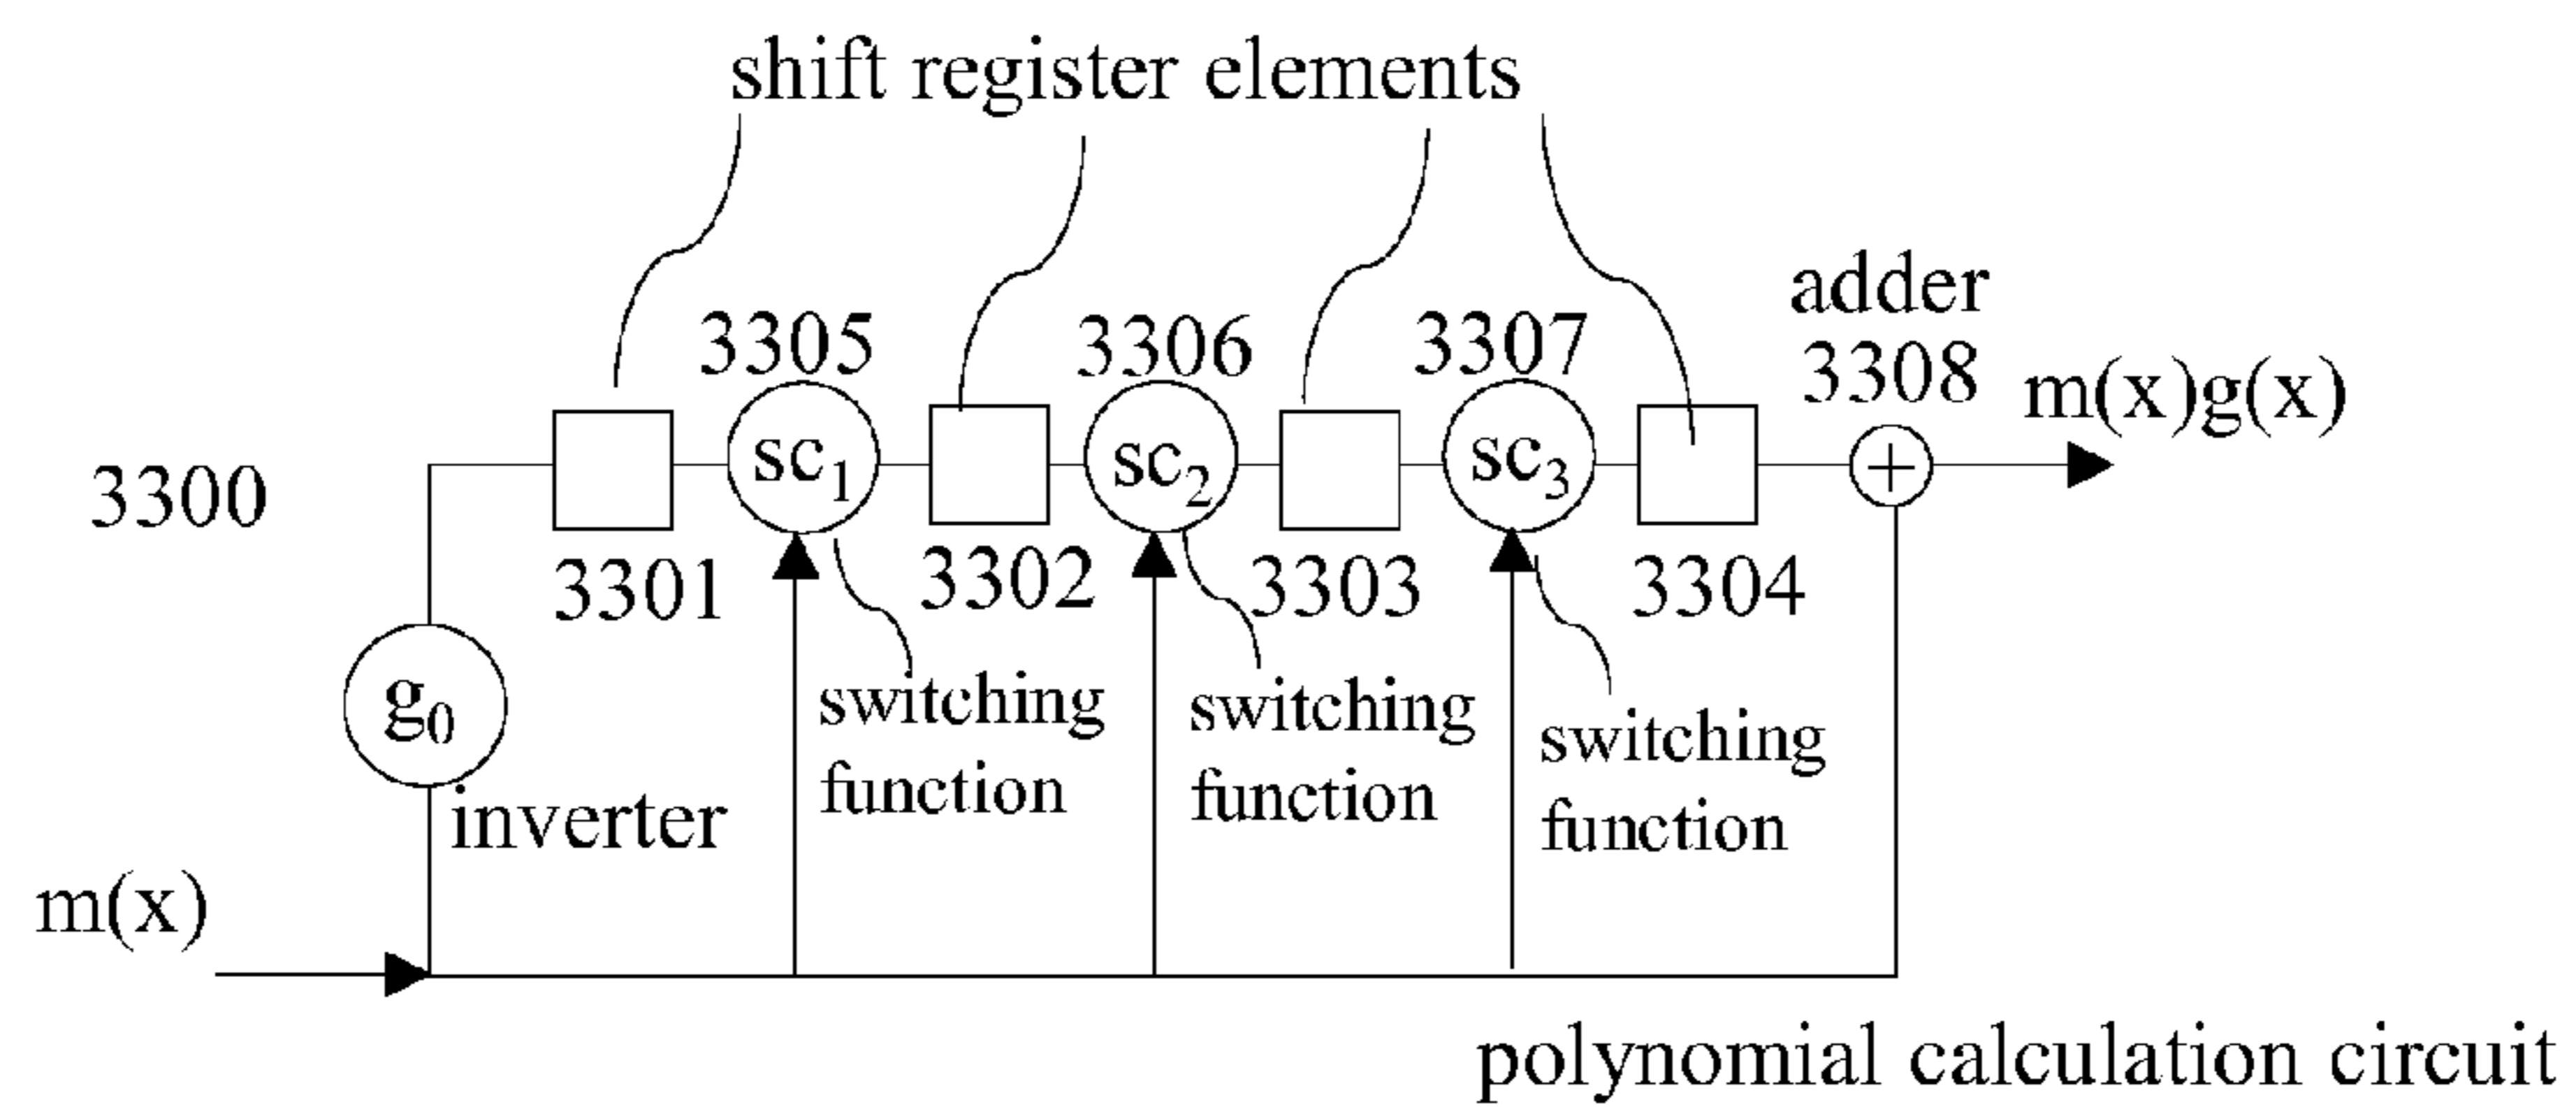 shift register elements
adder
3305
3306
3307
3308
m(x)g(x)
sc1
sc2
sc3
+
3300
3301
3302
3303
3304
g0
switching
function
switching
function
switching
function
inverter
m(x)
polynomial calculation circuit